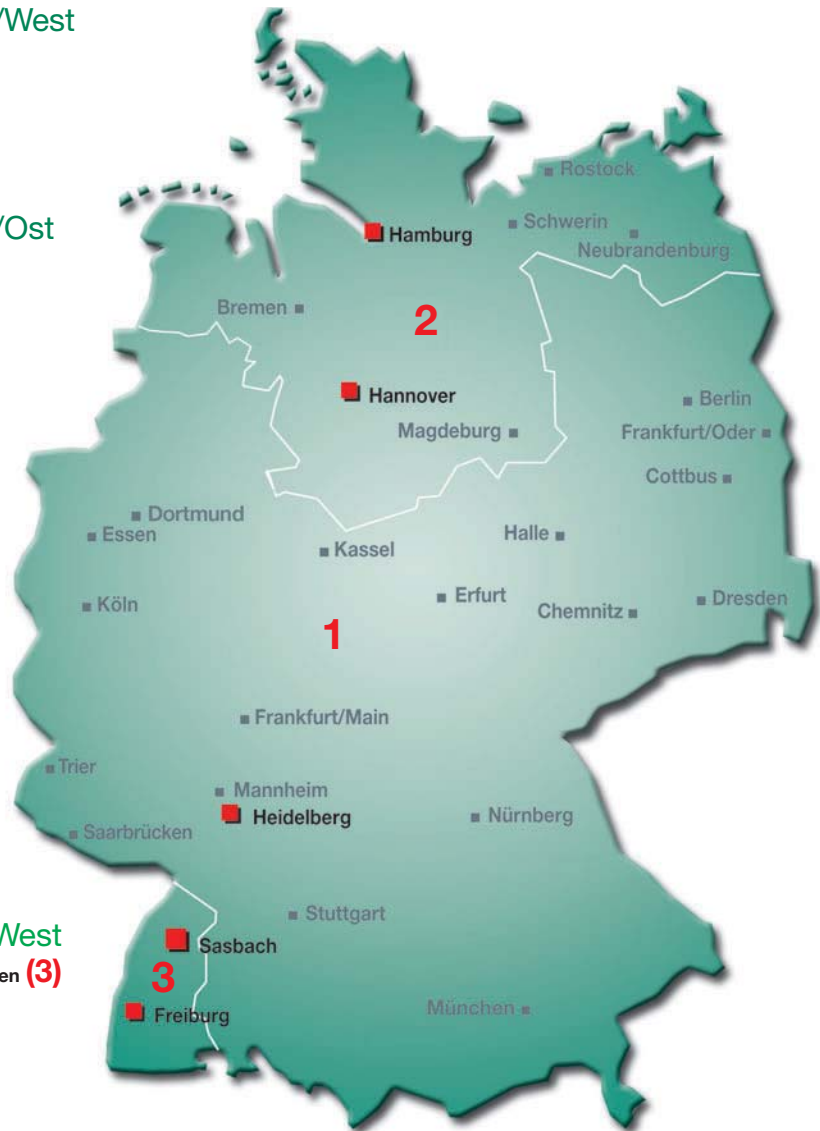 /West
Rostock
Schwerin
/Ost
Hamburg
Neubrandenburg
Bremen
2
Hannover
Berlin
Magdeburg
Frankfurt/Oder
Cottbus
Dortmund
Essen
Halle
Kassel
Erfurt
Dresden
Köln
Chemnitz
1
Frankfurt/Main
Trier
Mannheim
Heidelberg
Nürnberg
Saarbrücken
Stuttgart
West
Sasbach
en (3)
3
Freiburg
München